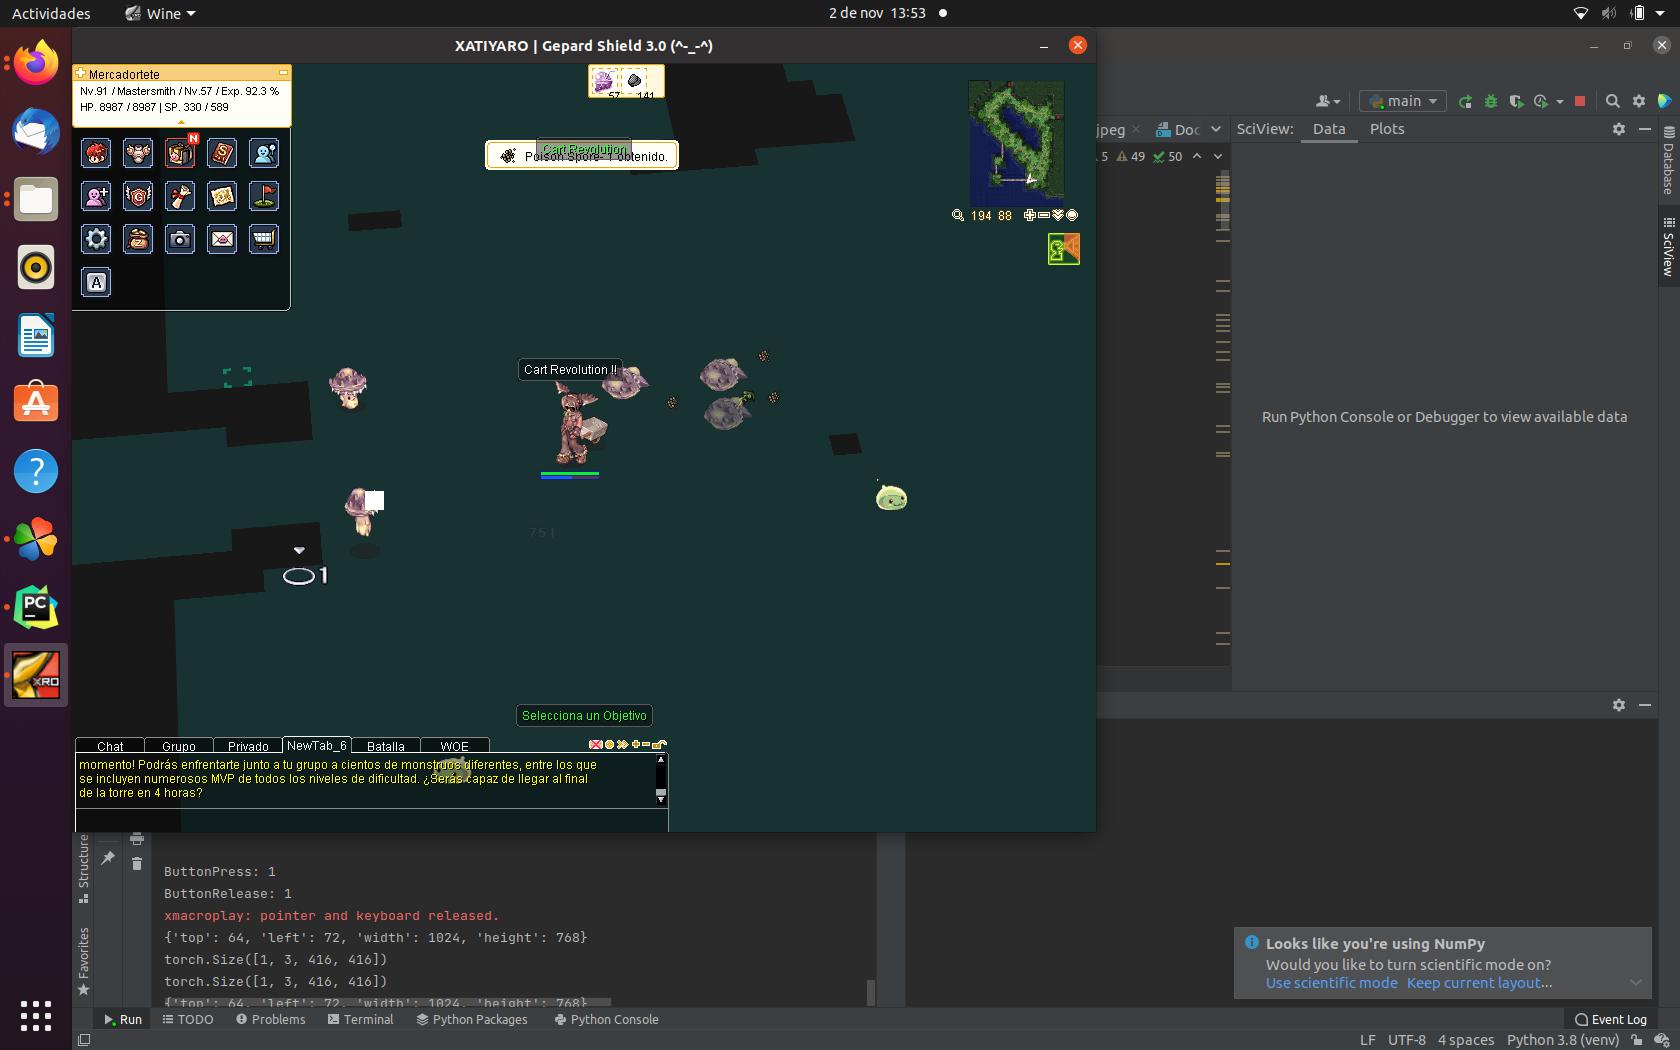 Actividades
Wine
2 de nov 13:53
XATIYARO | Gepard Shield 3.0 (^-_-^)
Mercadortete
Nv.91 / Mastersmith / Nv.57 / Exp. 92.3 %
HP. 8987 / 8987 | SP. 330 / 589
N
A
57
141
Cart Revolution
Poison Spore- 1 obtenido.
194 88
Cart Revolution !!
751
1
Selecciona un Objetivo
Chat
Grupo
Privado
NewTab_6
Batalla
WOE
momento! Podrás enfrentarte junto a tu grupo a cientos de monstruos diferentes, entre los que
se incluyen numerosos MVP de todos los niveles de dificultad. ¿Serás capaz de llegar al final
de la torre en 4 horas?
main
jpeg
Doc
SciView:
Data
Plots
5
49
50
Database
SciView
Run Python Console or Debugger to view available data
PC
XRO
Structure
Favorites
ButtonPress: 1
ButtonRelease: 1
xmacroplay: pointer and keyboard released.
{'top': 64, 'left': 72, 'width': 1024, 'height': 768}
torch.Size([1, 3, 416, 416])
torch.Size([1, 3, 416, 416])
{'top': 64, 'left': 72, 'width': 1024, 'height': 768}
Looks like you're using NumPy
Would you like to turn scientific mode on?
Use scientific mode
Keep current layout...
Run
TODO
Problems
Terminal
Python Packages
Python Console
Event Log
LF
UTF-8
4 spaces
Python 3.8 (venv)